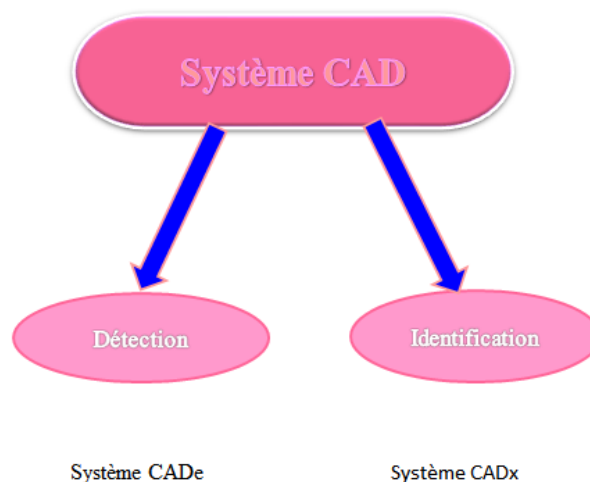 Système CAD
Détection
Identification
Système CADe
Système CADx